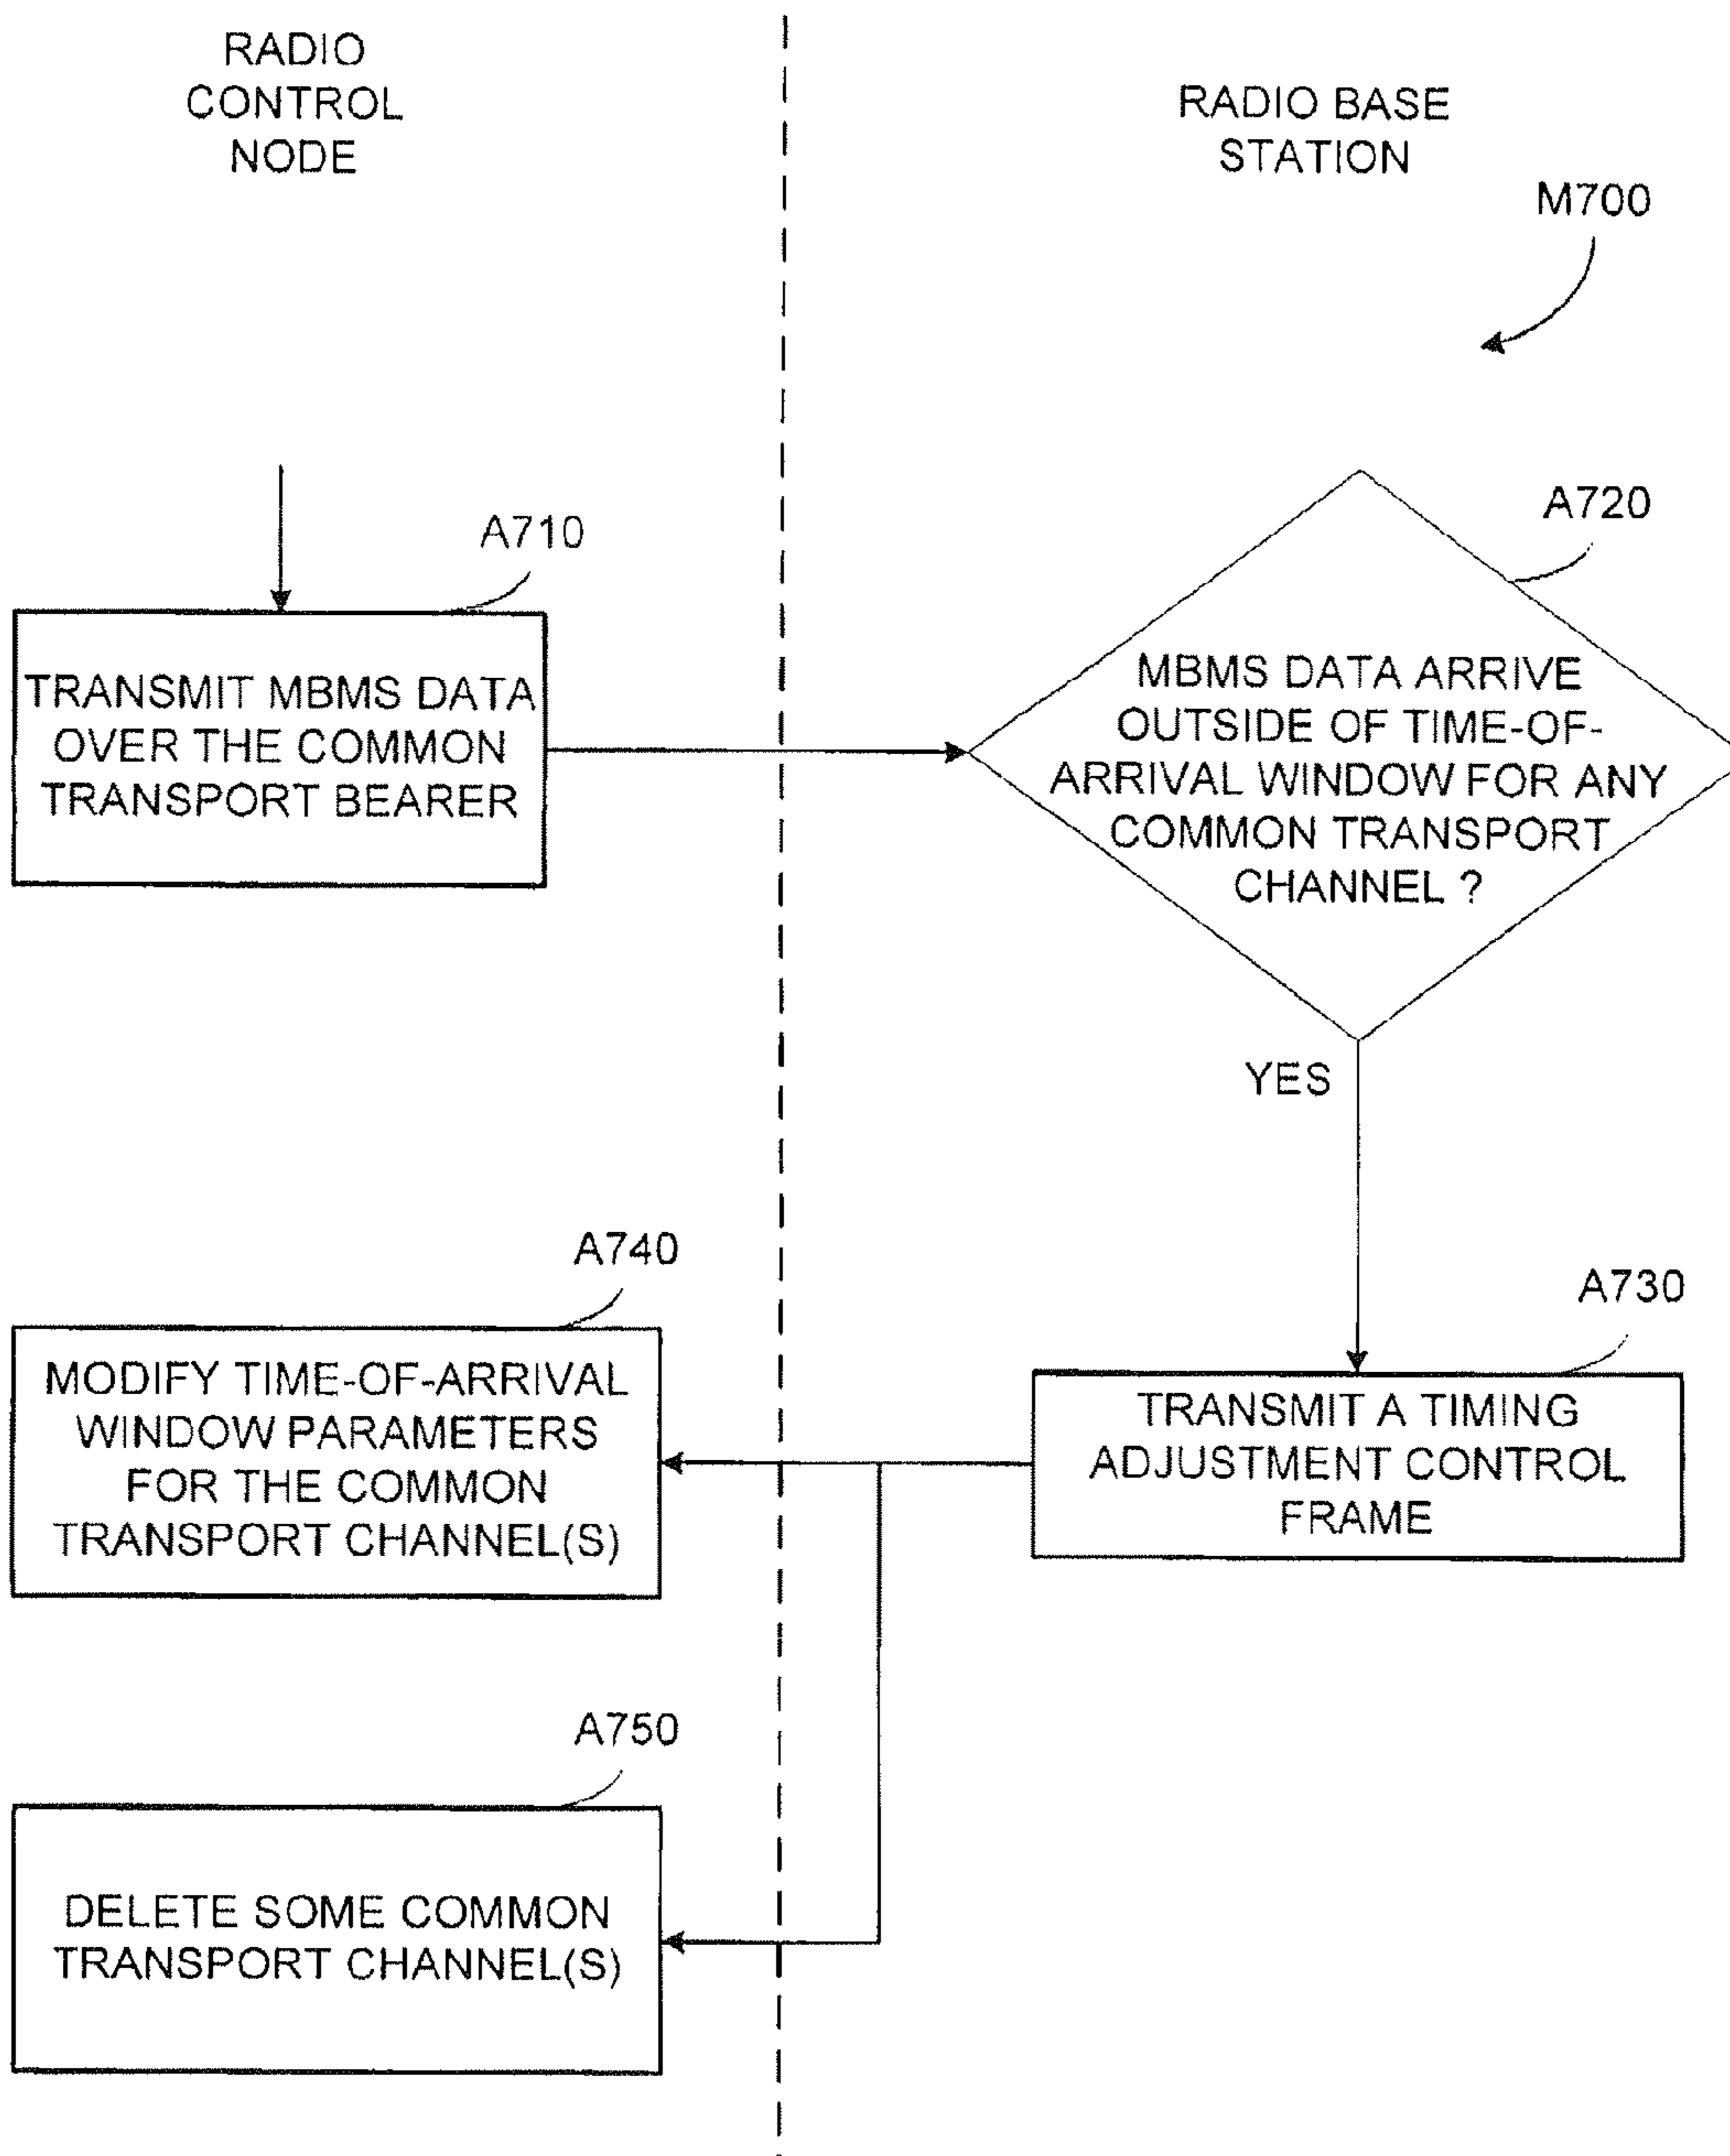 RADIO
CONTROL
NODE
RADIO BASE
STATION
M700
A710
TRANSMIT MBMS DATA
OVER THE COMMON
TRANSPORT BEARER
A720
MBMS DATA ARRIVE
OUTSIDE OF TIME-OF-
ARRIVAL WINDOW FOR ANY
COMMON TRANSPORT
CHANNEL ?
YES
A730
TRANSMIT A TIMING
ADJUSTMENT CONTROL
FRAME
A740
MODIFY TIME-OF-ARRIVAL
WINDOW PARAMETERS
FOR THE COMMON
TRANSPORT CHANNEL(S)
A750
DELETE SOME COMMON
TRANSPORT CHANNEL(S)